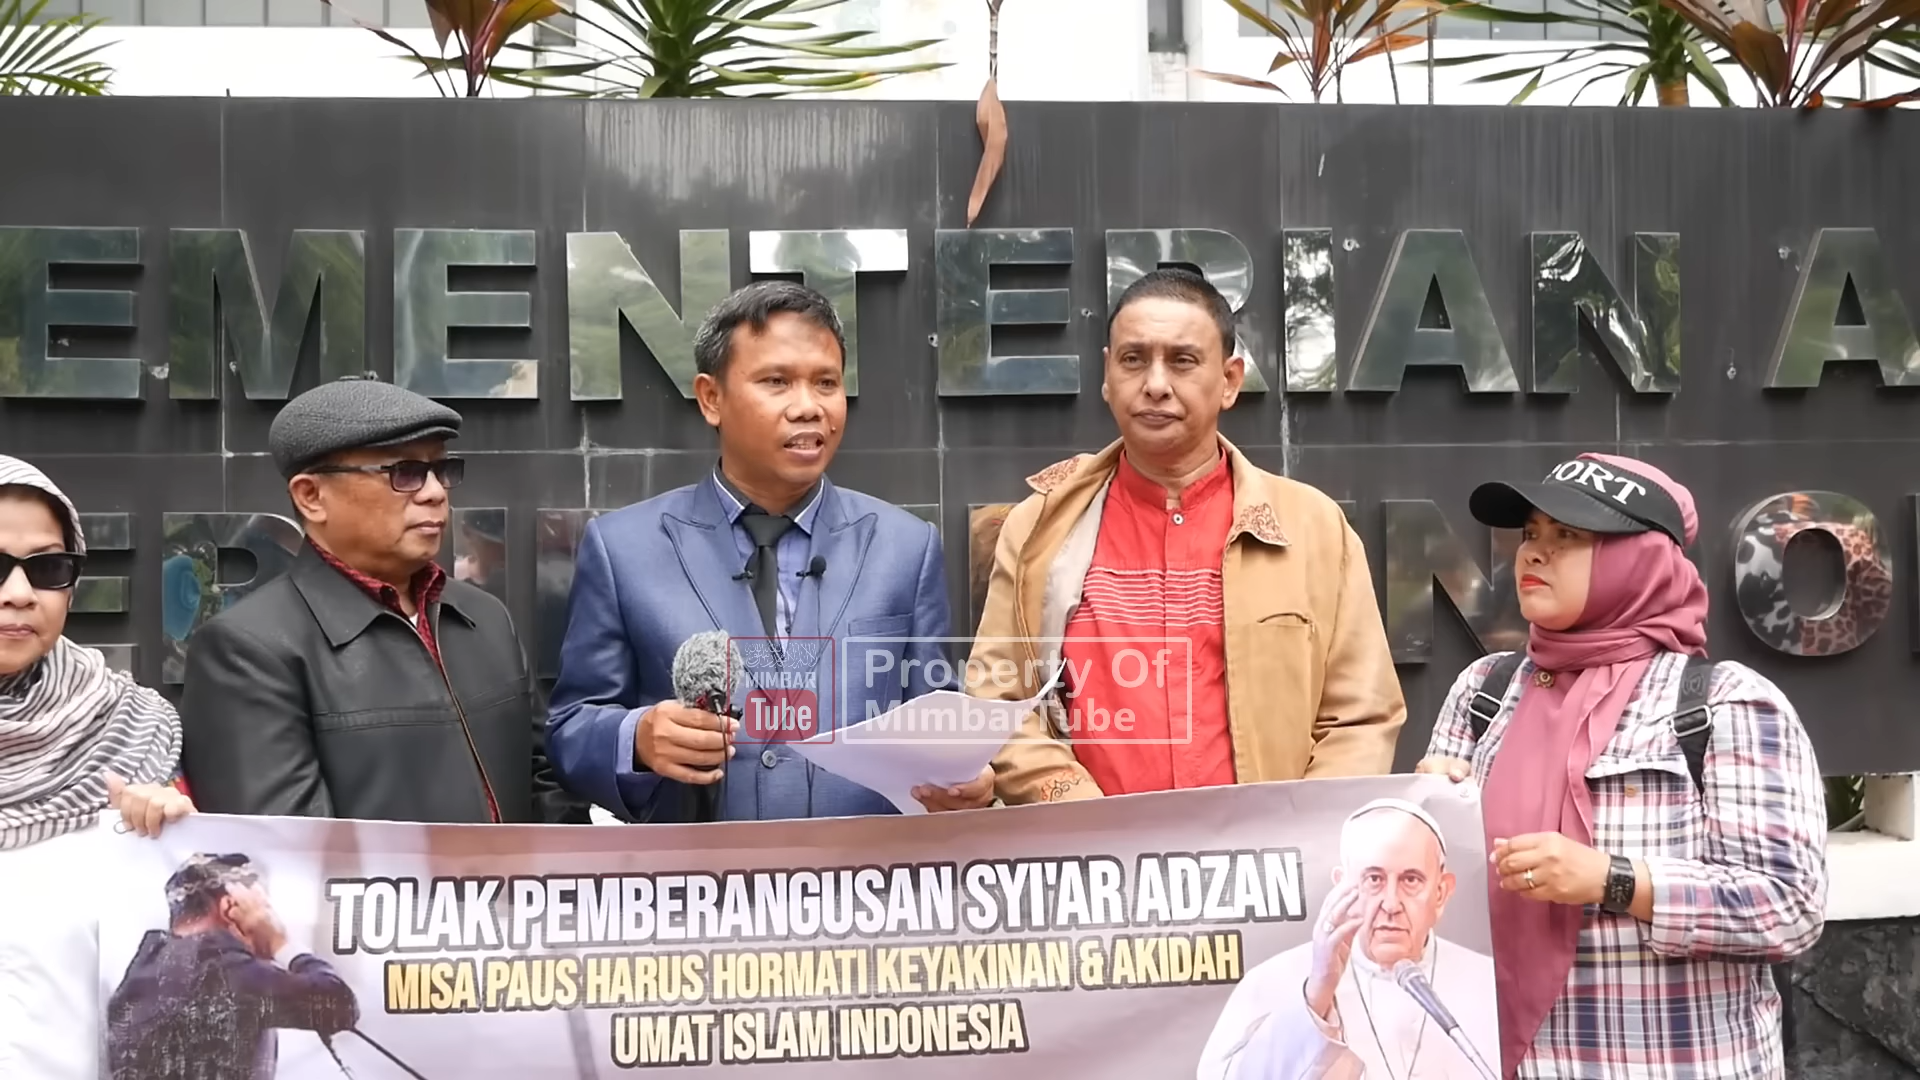 EMENTERIAN A
ORT
MIMBAR
Tube
Property Of
MimbarTube
TOLAK PEMBERANGUSAN SYI'AR ADZAN
MISA PAUS HARUS HORMATI KEYAKINAN & AKIDAH
UMAT ISLAM INDONESIA